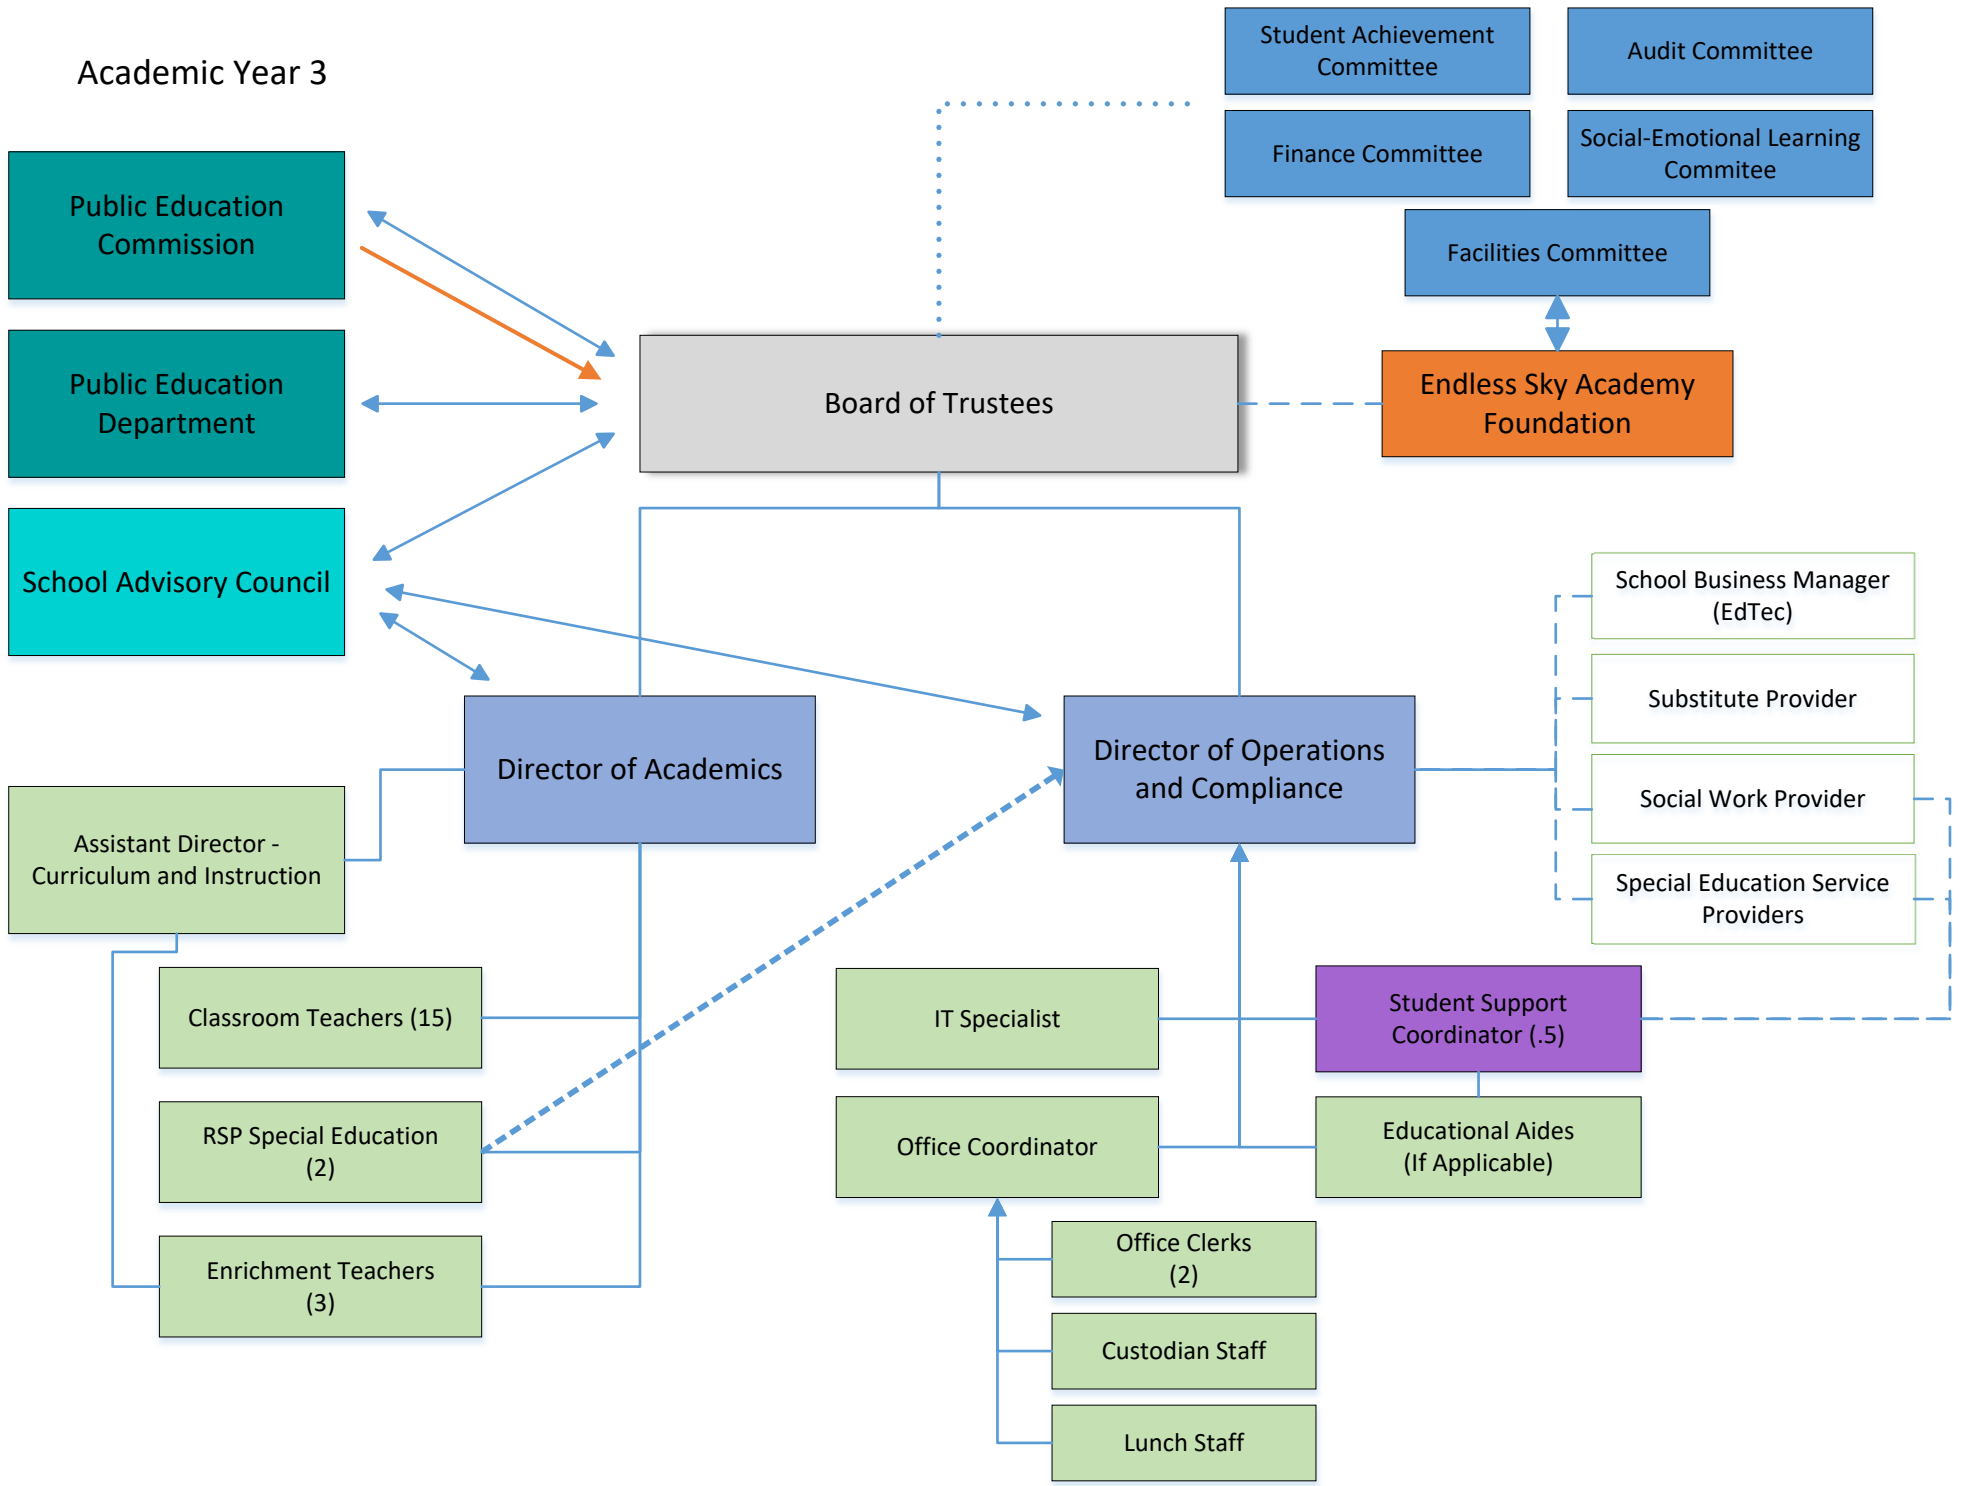 Academic Year 3
Student Achievement
Committee
Audit Committee
Finance Committee
Social-Emotional Learning
Commitee
Facilities Committee
Public Education
Commission
Public Education
Department
School Advisory Council
Board of Trustees
Endless Sky Academy
Foundation
Director of Academics
Director of Operations
and Compliance
School Business Manager
(EdTec)
Substitute Provider
Social Work Provider
Special Education Service
Providers
Assistant Director -
Curriculum and Instruction
Classroom Teachers (15)
RSP Special Education
(2)
Enrichment Teachers
(3)
IT Specialist
Student Support
Coordinator (.5)
Office Coordinator
Educational Aides
(If Applicable)
Office Clerks
(2)
Custodian Staff
Lunch Staff